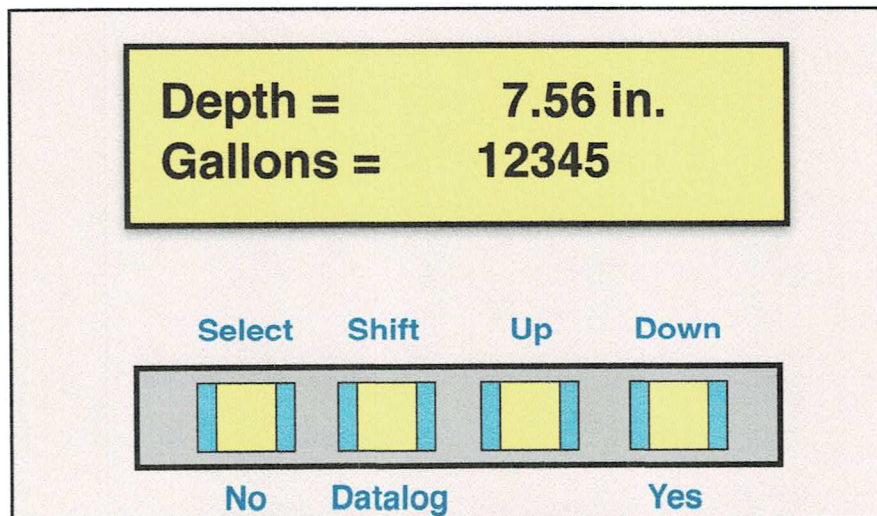 Depth = 7.56 in.
Gallons = 12345
Select Shift Up Down
No Datalog Yes